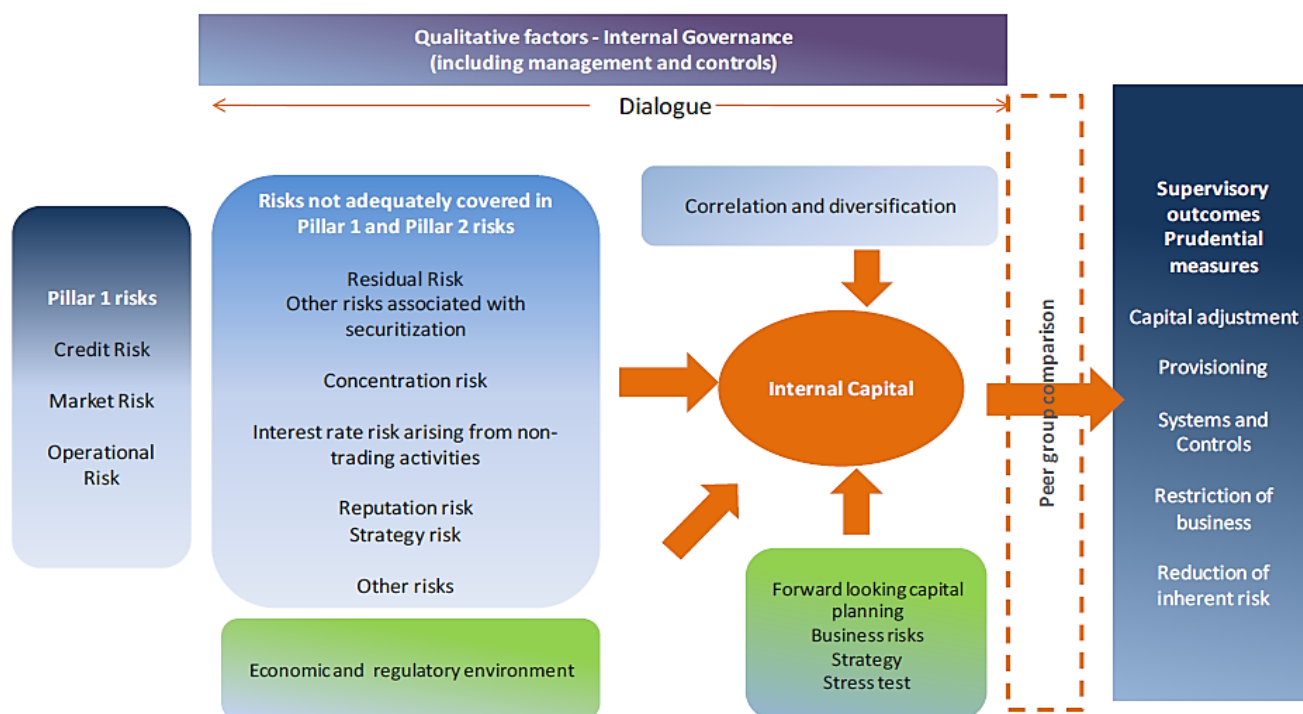 Qualitative factors - Internal Governance
(including management and controls)
Dialogue
Pillar 1 risks
Credit Risk
Market Risk
Operational
Risk
Risks not adequately covered in
Pillar 1 and Pillar 2 risks
Residual Risk
Other risks associated with
securitization
Concentration risk
Interest rate risk arising from non-
trading activities
Reputation risk
Strategy risk
Other risks
Economic and regulatory environment
Correlation and diversification
Internal Capital
Forward looking capital
planning
Business risks
Strategy
Stress test
Peer group comparison
Supervisory
outcomes
Prudential
measures
Capital adjustment
Provisioning
Systems and
Controls
Restriction of
business
Reduction of
inherent risk